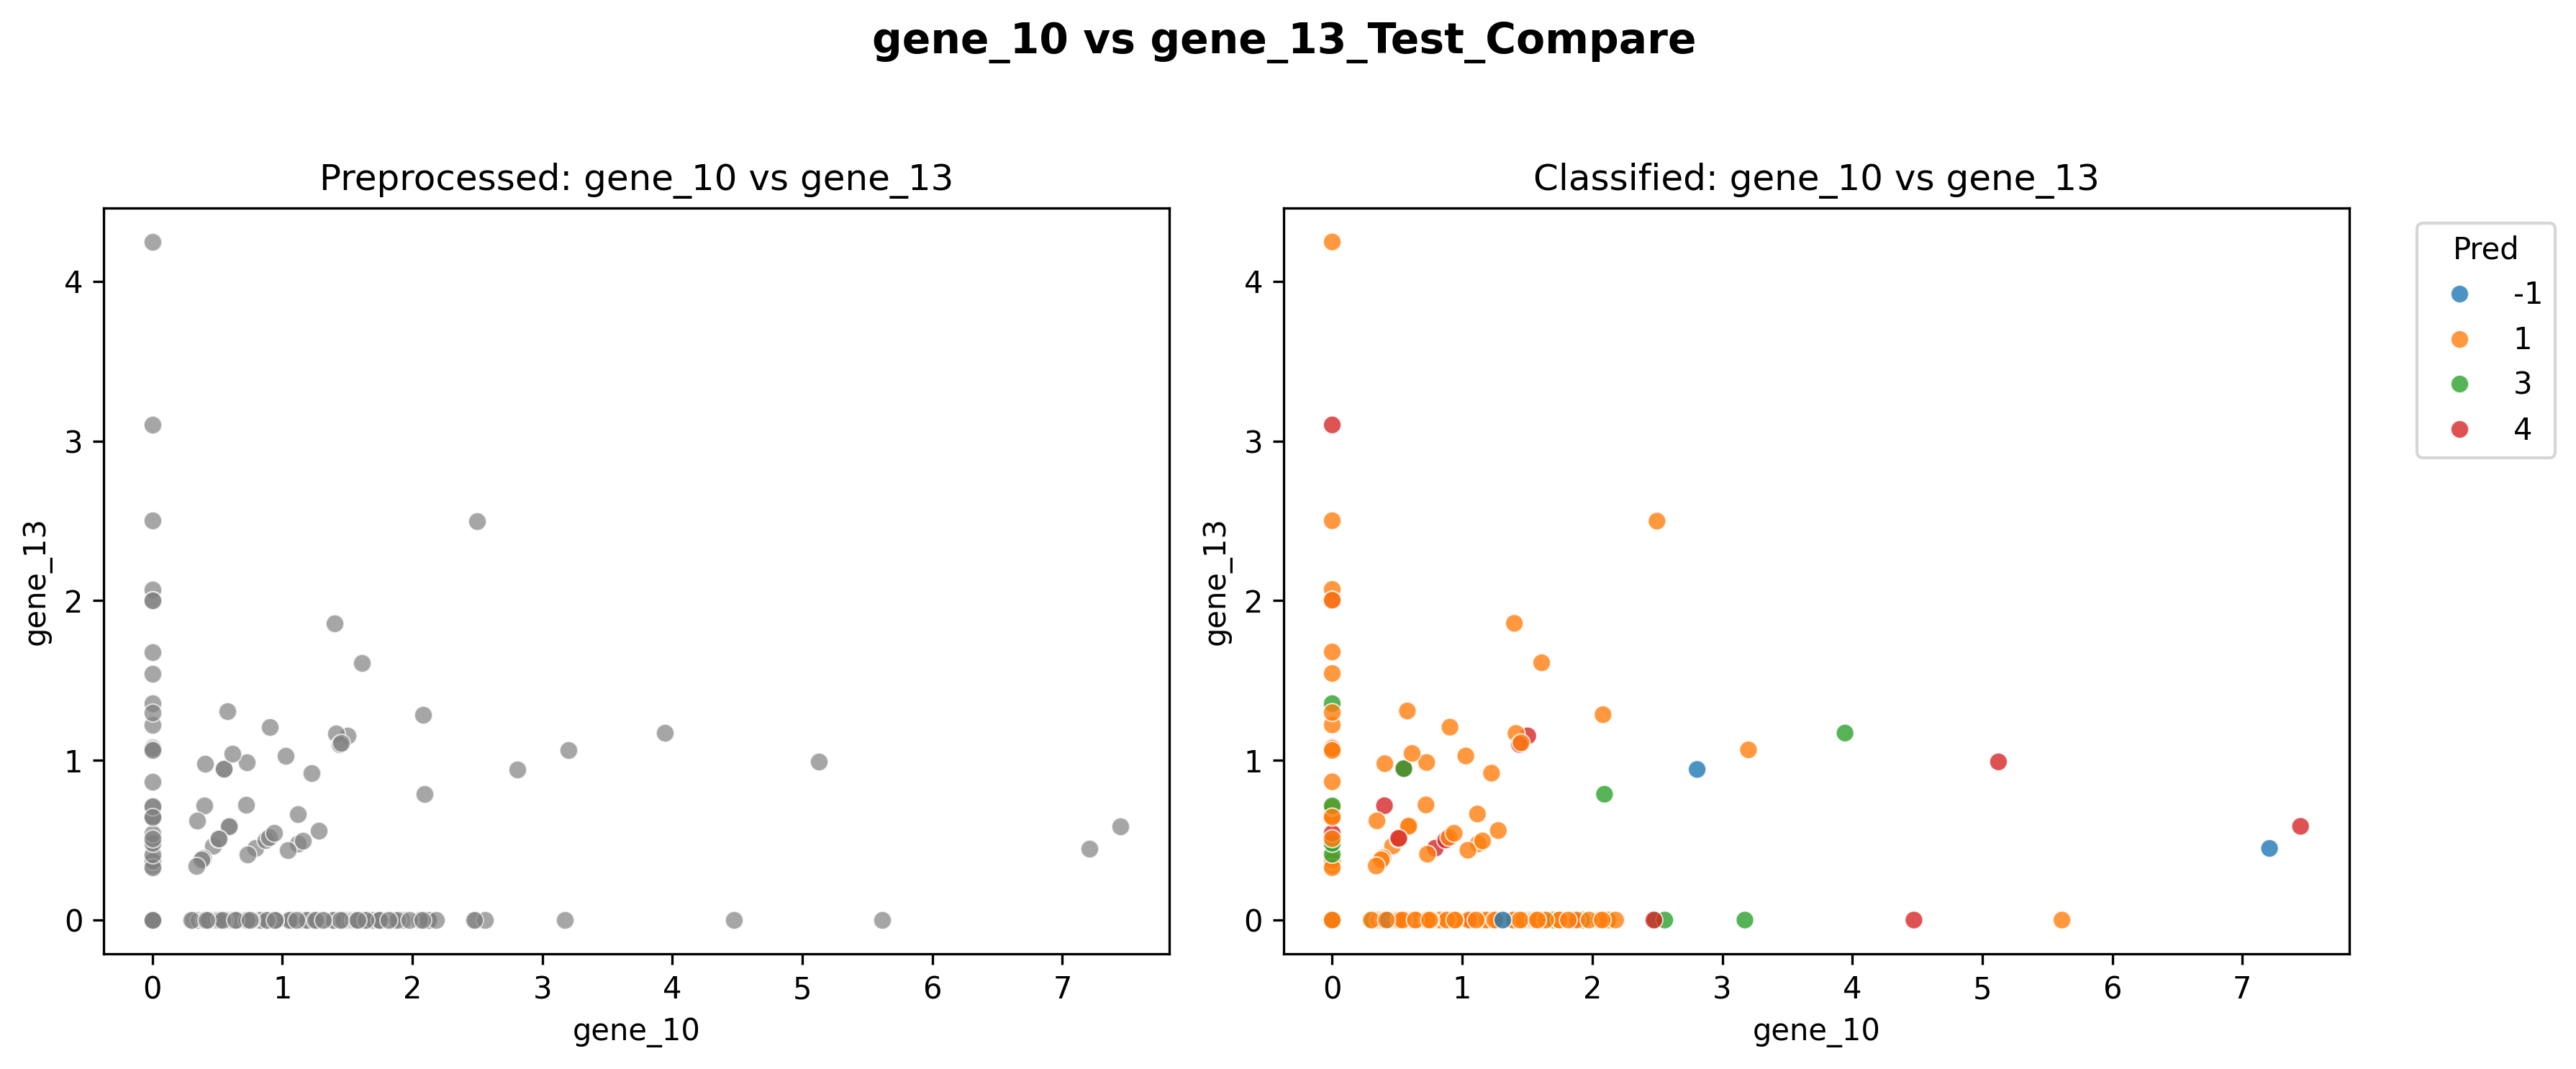 gene_10 vs gene_13_Test_Compare
Preprocessed: gene_10 vs gene_13
4
3
2
1
0
gene_13
0 1 2 3 4 5 6 7
gene_10
Classified: gene_10 vs gene_13
4
3
2
1
0
gene_13
0 1 2 3 4 5 6 7
gene_10
Pred
-1
1
3
4